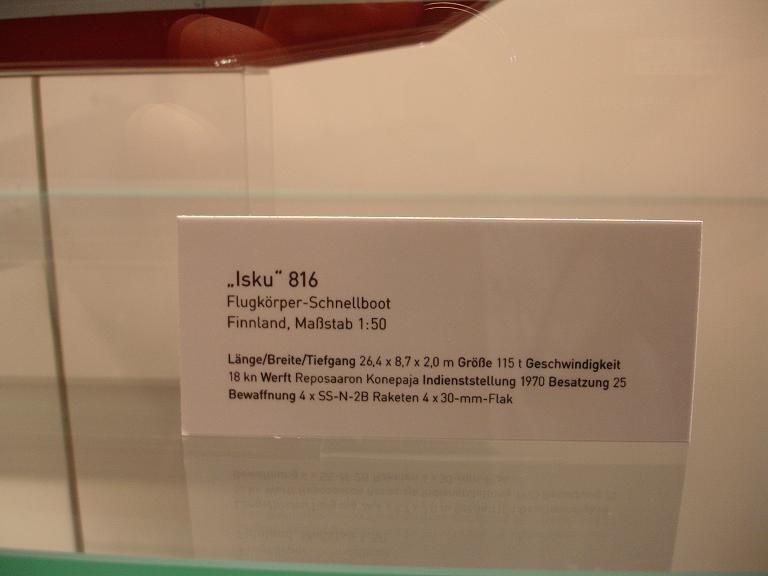 „Isku“ 816
Flugkörper-Schnellboot
Finnland, Maßstab 1:50
Länge/Breite/Tiefgang 26,4 x 8,7 x 2,0 m Größe 115 t Geschwindigkeit
18 kn Werft Reposaaron Konepaja Indienststellung 1970 Besatzung 25
Bewaffnung 4 x SS-N-2B Raketen 4 x 30-mm-Flak